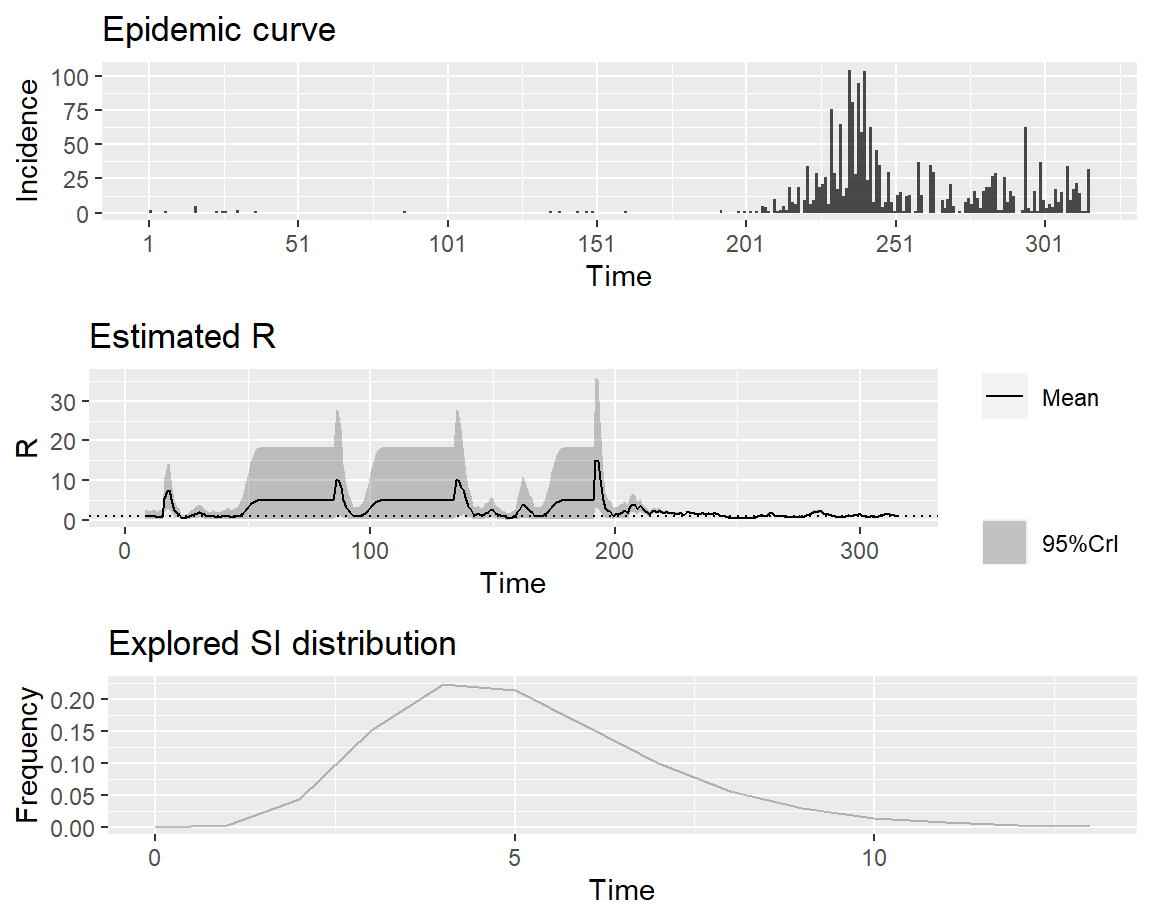 Epidemic curve
Incidence
100
75
50
25
0
1 51 101 151 201 251 301
Time
Estimated R
R
30
20
10
0
0 100 200 300
Time
Mean
95%CrI
Explored SI distribution
Frequency
0.20
0.15
0.10
0.05
0.00
0 5 10
Time